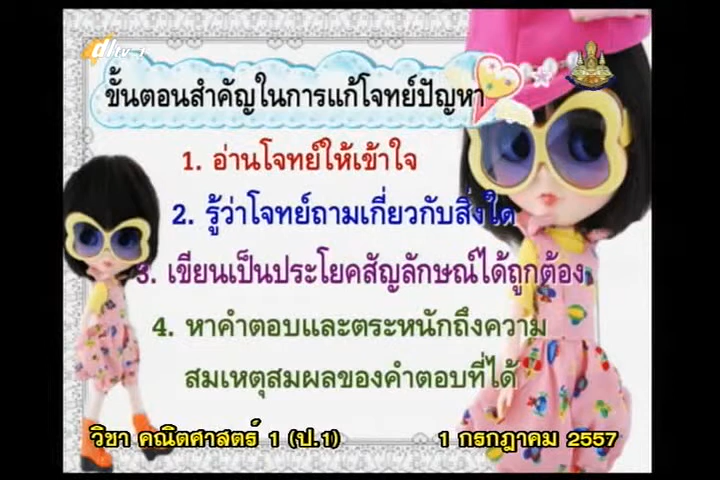 dltv-1
ขั้นตอนสำคัญในการแก้โจทย์ปัญหา
1. อ่านโจทย์ให้เข้าใจ
2. รู้ว่าโจทย์ถามเกี่ยวกับสิ่งใด
3. เขียนเป็นประโยคสัญลักษณ์ได้ถูกต้อง
4. หาคำตอบและตระหนักถึงความ
สมเหตุสมผลของคำตอบที่ได้
วิชา คณิตศาสตร์ 1 (ป.1) 1 กรกฎาคม 2557